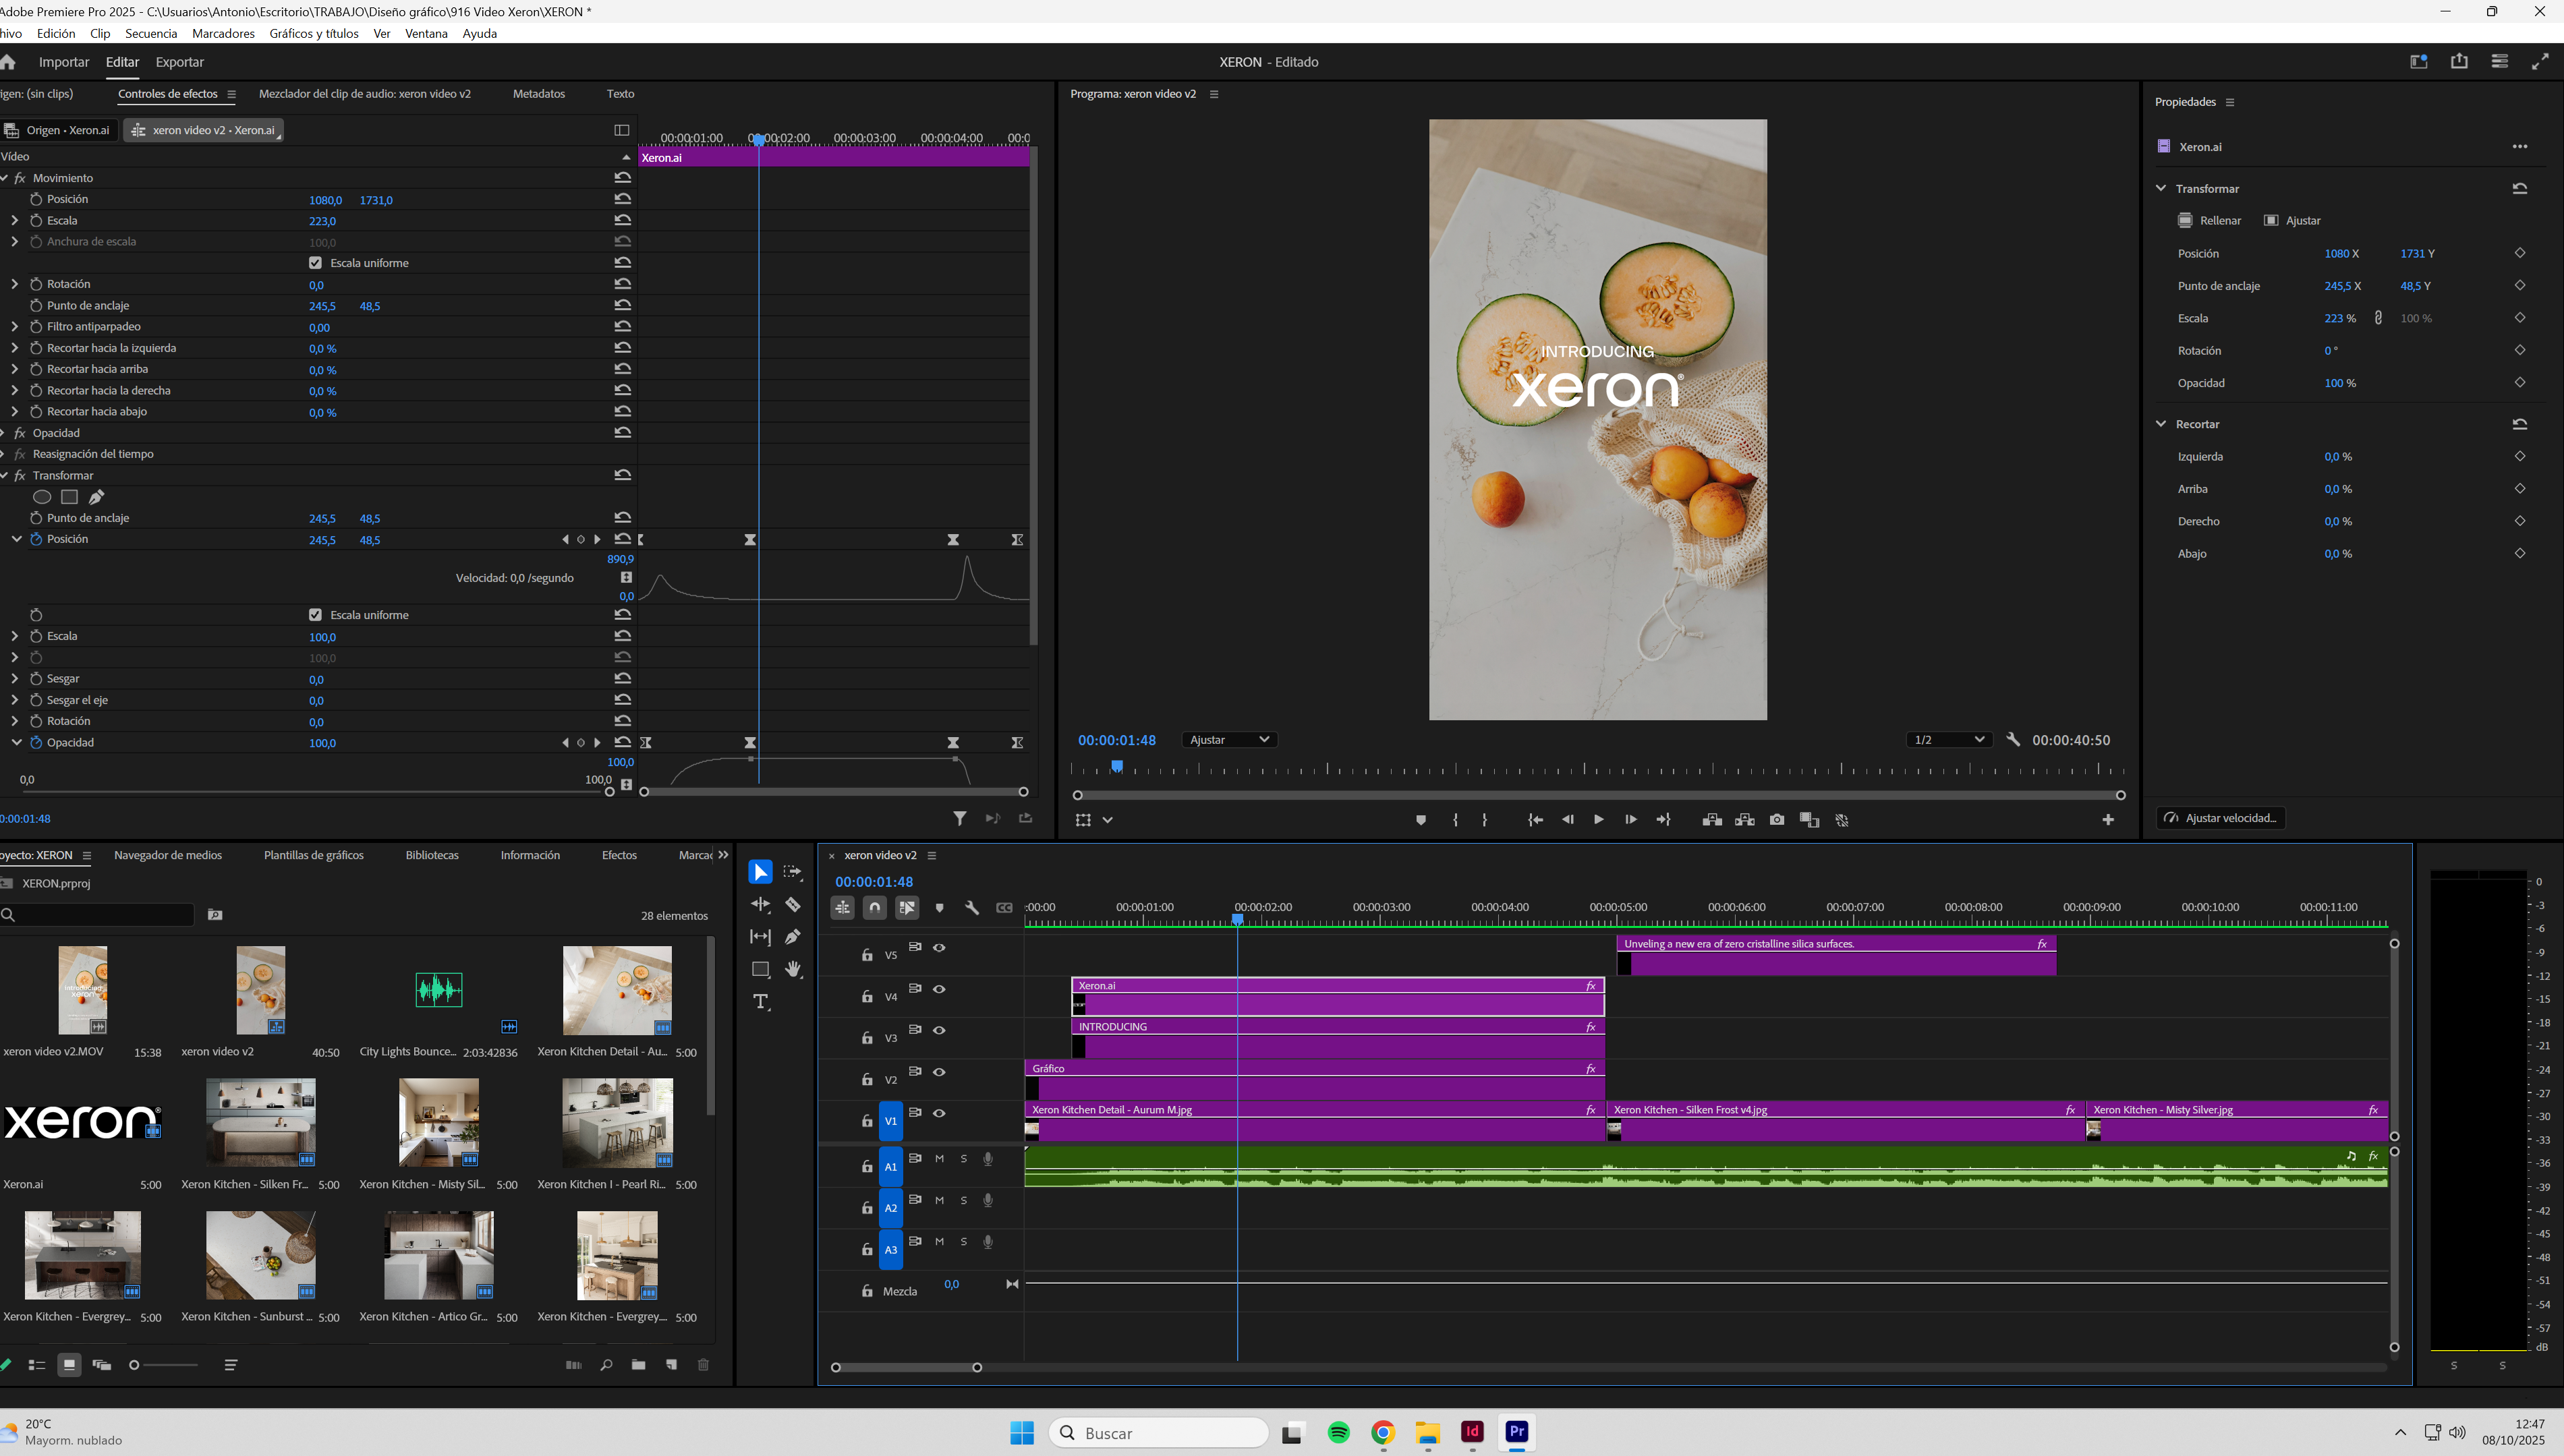 Adobe Premiere Pro 2025 - C:\Usuarios\Antonio\Escritorio\TRABAJO\Diseño gráfico\916 Video Xeron\XERON *
hivo Edición Clip Secuencia Marcadores Gráficos y títulos Ver Ventana Ayuda
Importar Editar Exportar
XERON - Editado
igen: (sin clips) Controles de efectos Mezclador del clip de audio: xeron video v2 Metadatos Texto
Origen • Xeron.ai xeron video v2 • Xeron.ai
00:00:01:00 00:00:02:00 00:00:03:00 00:00:04:00 00:0
Vídeo
Xeron.ai
fx Movimiento
Posición 1080,0 1731,0
Escala 223,0
Anchura de escala 100,0
Escala uniforme
Rotación 0,0
Punto de anclaje 245,5 48,5
Filtro antiparpadeo 0,00
Recortar hacia la izquierda 0,0 %
Recortar hacia arriba 0,0 %
Recortar hacia la derecha 0,0 %
Recortar hacia abajo 0,0 %
fx Opacidad
fx Reasignación del tiempo
fx Transformar
Punto de anclaje 245,5 48,5
Posición 245,5 48,5
890,9
Velocidad: 0,0 /segundo
0,0
Escala uniforme
Escala 100,0
100,0
Sesgar 0,0
Sesgar el eje 0,0
Rotación 0,0
Opacidad 100,0
100,0
0,0 100,0
0:00:01:48
Programa: xeron video v2
INTRODUCING
xeron®
00:00:01:48 Ajustar 1/2 00:00:40:50
Propiedades
Xeron.ai
Transformar
Rellenar Ajustar
Posición 1080 X 1731 Y
Punto de anclaje 245,5 X 48,5 Y
Escala 223 % 100 %
Rotación 0 °
Opacidad 100 %
Recortar
Izquierda 0,0 %
Arriba 0,0 %
Derecho 0,0 %
Abajo 0,0 %
Ajustar velocidad...
oyecto: XERON Navegador de medios Plantillas de gráficos Bibliotecas Información Efectos Marcac
XERON.prproj
28 elementos
xeron video v2.MOV 15:38
xeron video v2 40:50
City Lights Bounce... 2:03:42836
Xeron Kitchen Detail - Au... 5:00
xeron®
Xeron.ai 5:00
Xeron Kitchen - Silken Fr... 5:00
Xeron Kitchen - Misty Sil... 5:00
Xeron Kitchen I - Pearl Ri... 5:00
Xeron Kitchen - Evergrey... 5:00
Xeron Kitchen - Sunburst ... 5:00
Xeron Kitchen - Artico Gr... 5:00
Xeron Kitchen - Evergrey.... 5:00
xeron video v2
00:00:01:48
:00:00 00:00:01:00 00:00:02:00 00:00:03:00 00:00:04:00 00:00:05:00 00:00:06:00 00:00:07:00 00:00:08:00 00:00:09:00 00:00:10:00 00:00:11:00
V5 Unveling a new era of zero cristalline silica surfaces. fx
V4 Xeron.ai fx
V3 INTRODUCING fx
V2 Gráfico fx
V1 Xeron Kitchen Detail - Aurum M.jpg fx Xeron Kitchen - Silken Frost v4.jpg fx Xeron Kitchen - Misty Silver.jpg fx
A1 M S fx
A2 M S
A3 M S
Mezcla 0,0
0
-3
-6
-9
-12
-15
-18
-21
-24
-27
-30
-33
-36
-39
-42
-45
-48
-51
-54
-57
dB
S S
20°C
Mayorm. nublado
Buscar
Id
Pr
12:47
08/10/2025